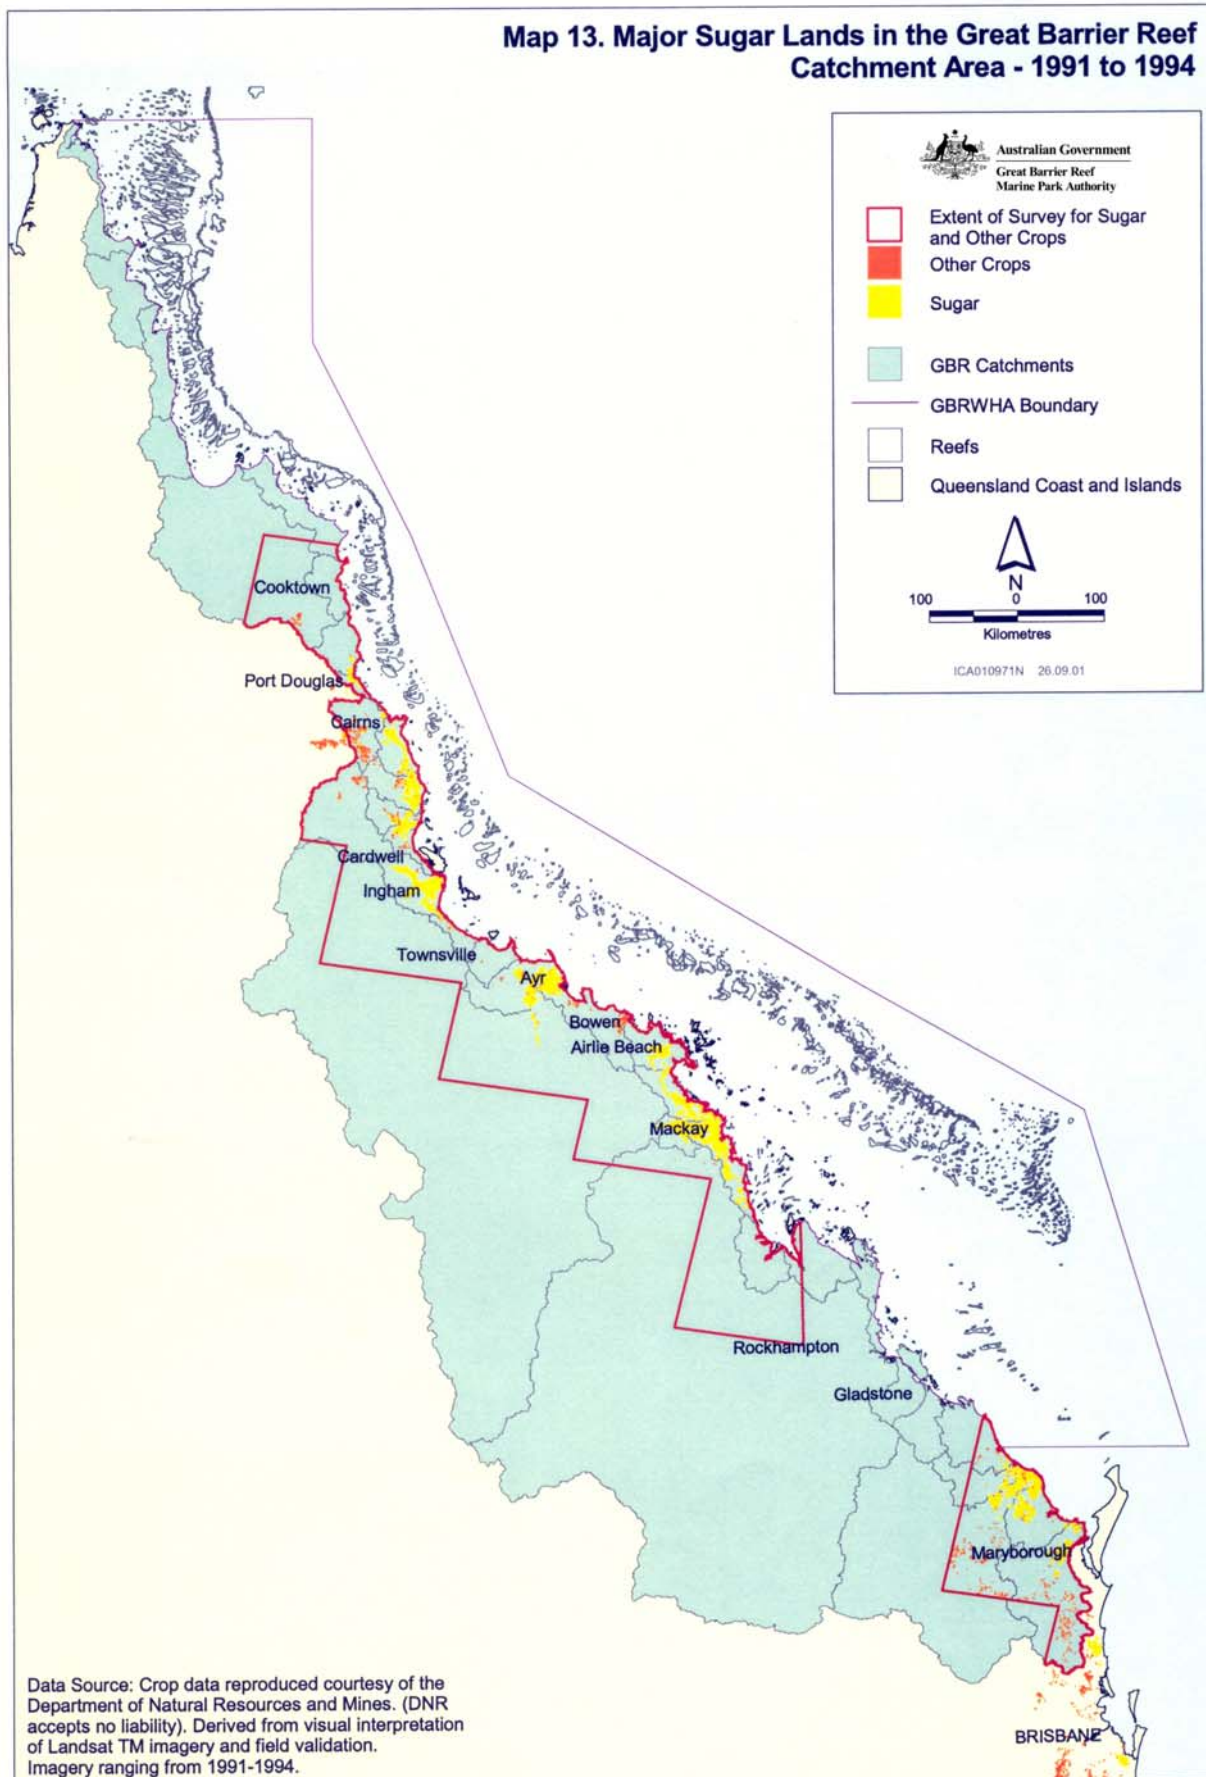 Map 13. Major Sugar Lands in the Great Barrier Reef
Catchment Area - 1991 to 1994
Australian Government
Great Barrier Reef
Marine Park Authority
Extent of Survey for Sugar
and Other Crops
Other Crops
Sugar
GBR Catchments
GBRWHA Boundary
Reefs
Queensland Coast and Islands
N
100 0 100
Kilometres
ICA010971N 26.09.01
Cooktown
Port Douglas
Cairns
Cardwell
Ingham
Townsville
Ayr
Bowen
Airlie Beach
Mackay
Rockhampton
Gladstone
Maryborough
BRISBANE
Data Source: Crop data reproduced courtesy of the
Department of Natural Resources and Mines. (DNR
accepts no liability). Derived from visual interpretation
of Landsat TM imagery and field validation.
Imagery ranging from 1991-1994.